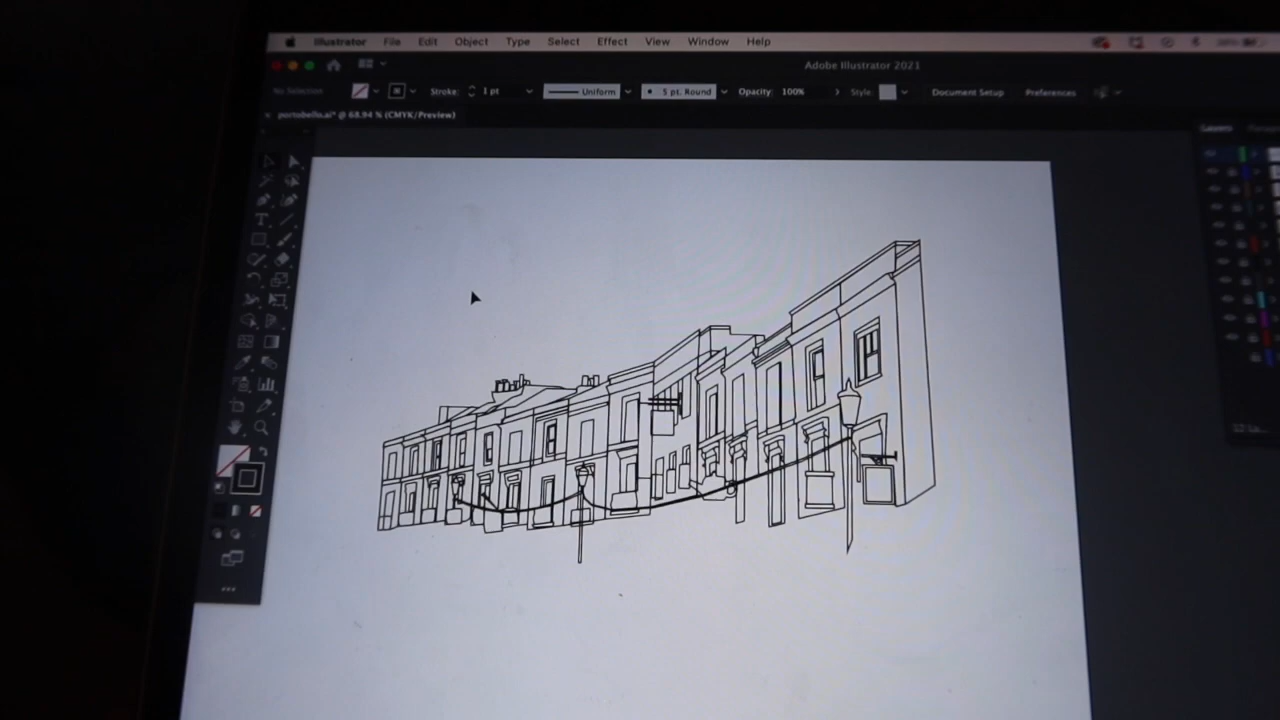 Illustrator File Edit Object Type Select Effect View Window Help
Adobe Illustrator 2021
No Selection Stroke: 1 pt Uniform 5 pt. Round Opacity: 100% Style: Document Setup Preferences
portobello.ai* @ 68.94 % (CMYK/Preview)
Layers